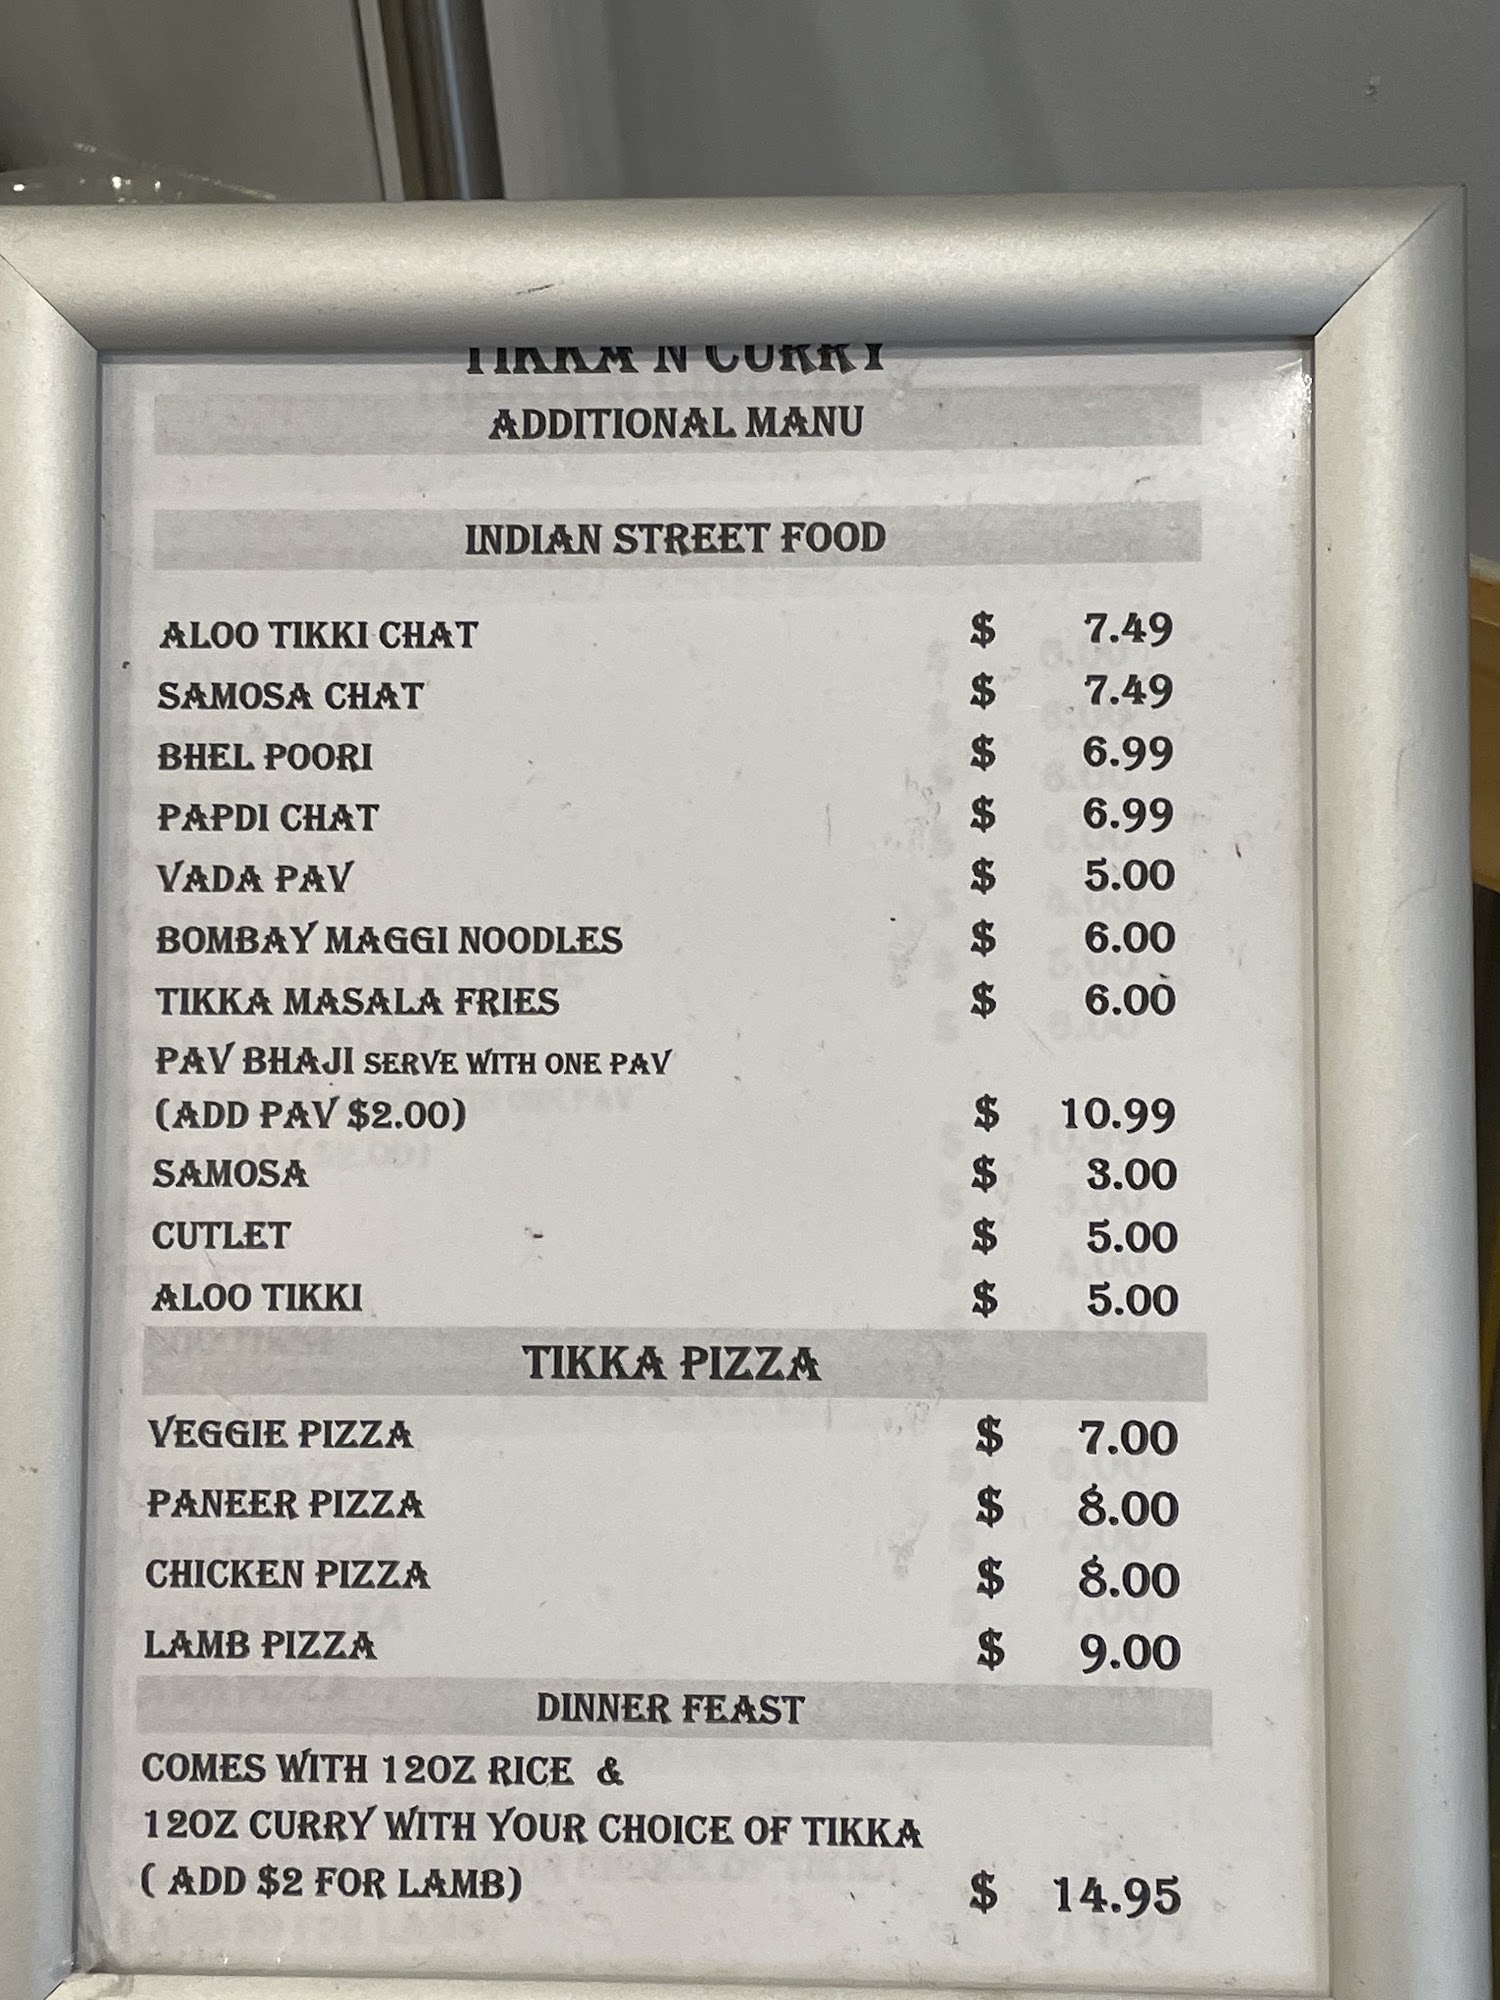 TIKKA N CURRY
ADDITIONAL MANU
INDIAN STREET FOOD
ALOO TIKKI CHAT $ 7.49
SAMOSA CHAT $ 7.49
BHEL POORI $ 6.99
PAPDI CHAT $ 6.99
VADA PAV $ 5.00
BOMBAY MAGGI NOODLES $ 6.00
TIKKA MASALA FRIES $ 6.00
PAV BHAJI SERVE WITH ONE PAV
(ADD PAV $2.00) $ 10.99
SAMOSA $ 3.00
CUTLET $ 5.00
ALOO TIKKI $ 5.00
TIKKA PIZZA
VEGGIE PIZZA $ 7.00
PANEER PIZZA $ 8.00
CHICKEN PIZZA $ 8.00
LAMB PIZZA $ 9.00
DINNER FEAST
COMES WITH 12OZ RICE &
12OZ CURRY WITH YOUR CHOICE OF TIKKA
( ADD $2 FOR LAMB) $ 14.95